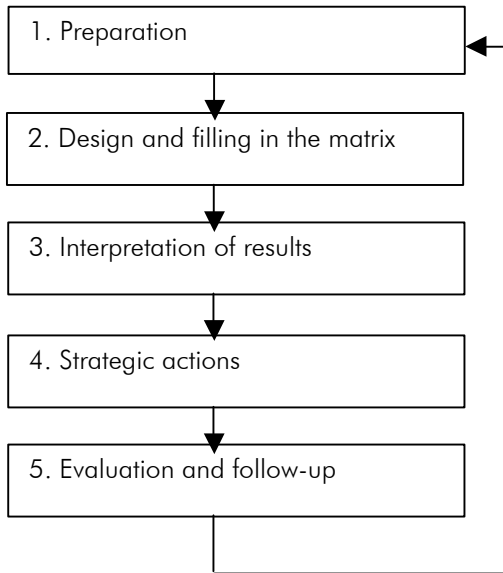 1. Preparation
2. Design and filling in the matrix
3. Interpretation of results
4. Strategic actions
5. Evaluation and follow-up